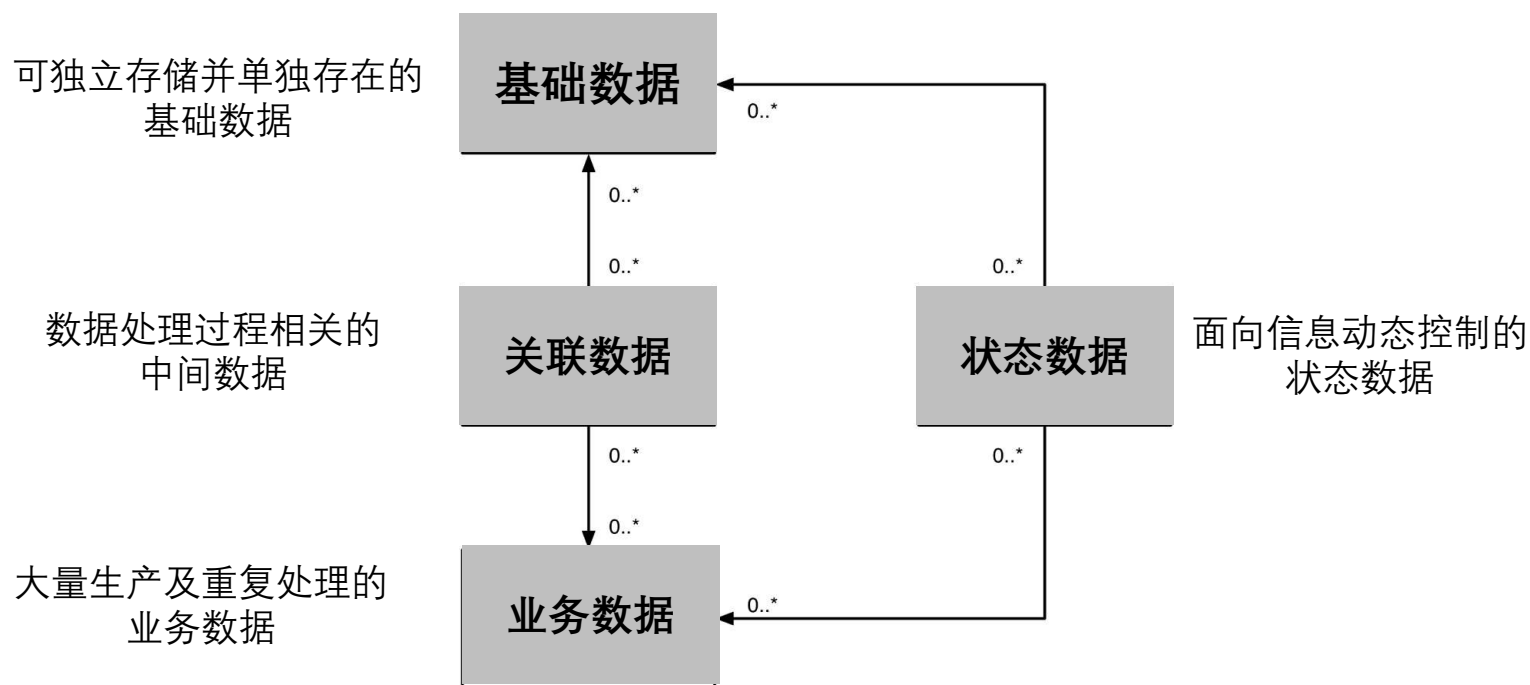 可独立存储并单独存在的
基础数据
基础数据
0..*
0..*
0..*
0..*
数据处理过程相关的
中间数据
关联数据
状态数据
面向信息动态控制的
状态数据
0..*
0..*
0..*
大量生产及重复处理的
业务数据
业务数据
0..*